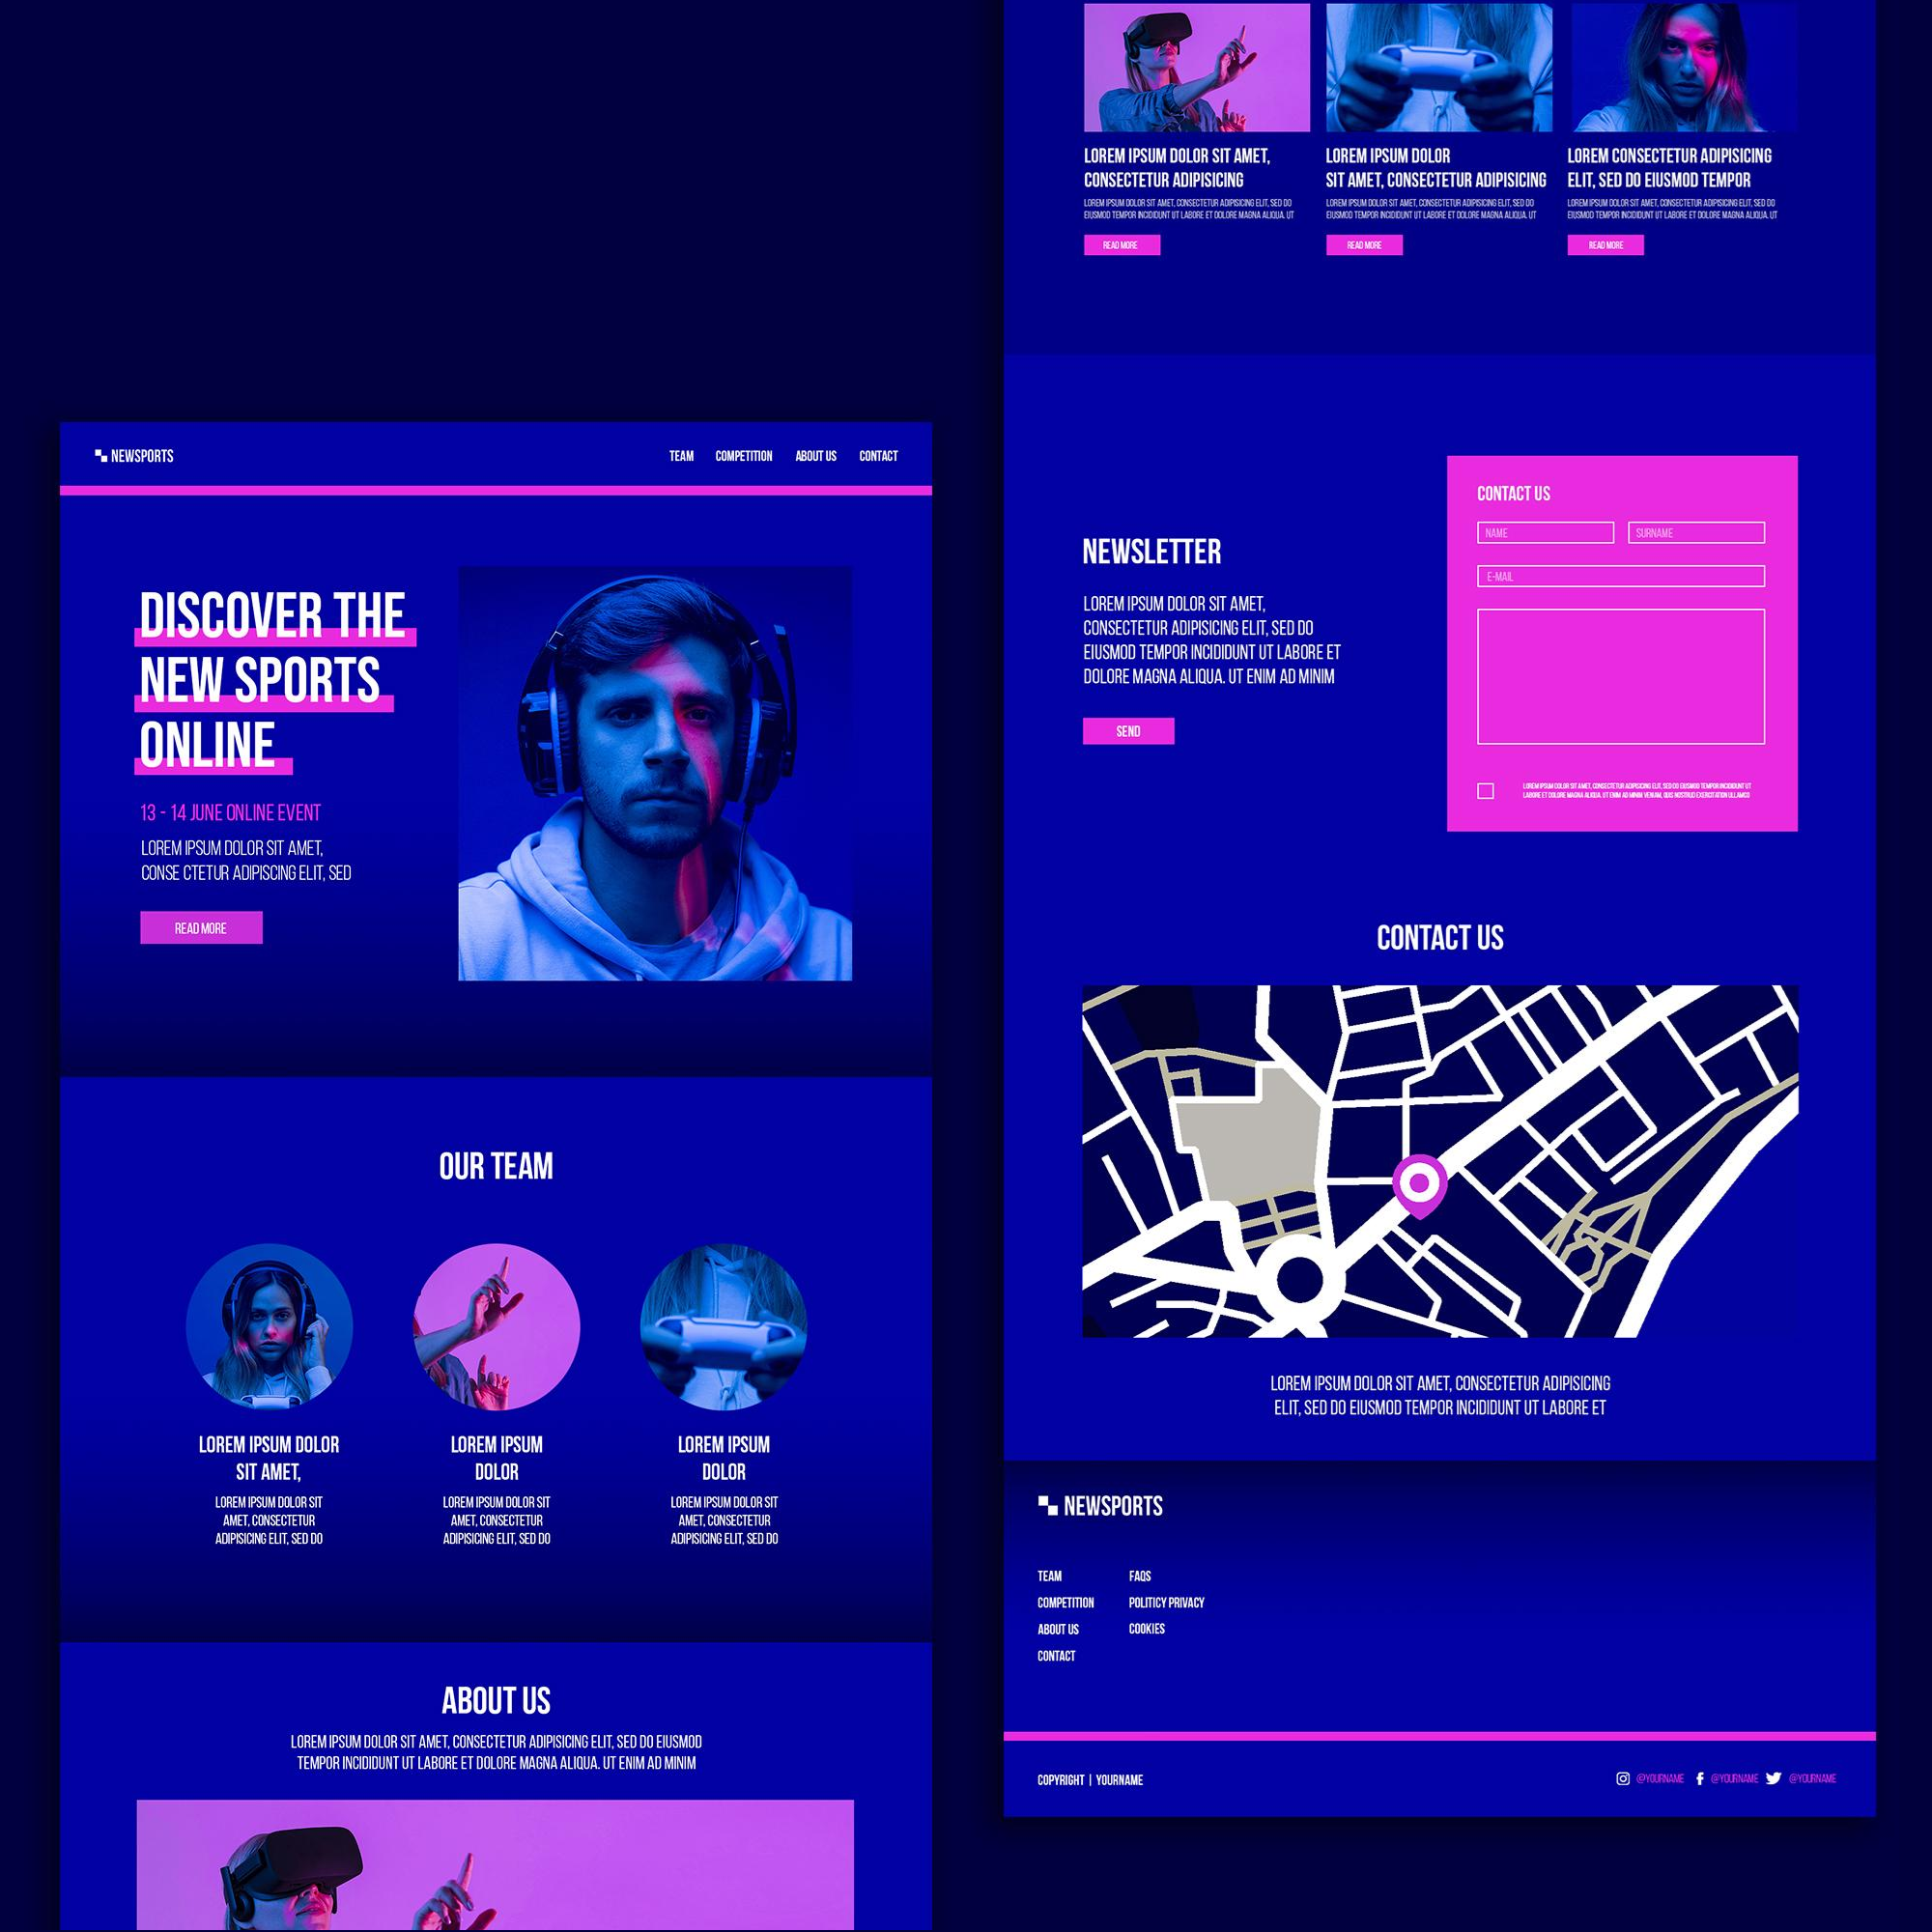 NEWSPORTS
TEAM COMPETITION ABOUT US CONTACT
DISCOVER THE
NEW SPORTS
ONLINE
13 - 14 JUNE ONLINE EVENT
LOREM IPSUM DOLOR SIT AMET,
CONSE CTETUR ADIPISCING ELIT, SED
READ MORE
OUR TEAM
LOREM IPSUM DOLOR
SIT AMET,
LOREM IPSUM DOLOR SIT
AMET, CONSECTETUR
ADIPISICING ELIT, SED DO
LOREM IPSUM
DOLOR
LOREM IPSUM DOLOR SIT
AMET, CONSECTETUR
ADIPISICING ELIT, SED DO
LOREM IPSUM
DOLOR
LOREM IPSUM DOLOR SIT
AMET, CONSECTETUR
ADIPISICING ELIT, SED DO
ABOUT US
LOREM IPSUM DOLOR SIT AMET, CONSECTETUR ADIPISICING ELIT, SED DO EIUSMOD
TEMPOR INCIDIDUNT UT LABORE ET DOLORE MAGNA ALIQUA. UT ENIM AD MINIM
LOREM IPSUM DOLOR SIT AMET,
CONSECTETUR ADIPISICING
LOREM IPSUM DOLOR SIT AMET, CONSECTETUR ADIPISICING ELIT, SED DO
EIUSMOD TEMPOR INCIDIDUNT UT LABORE ET DOLORE MAGNA ALIQUA. UT
READ MORE
LOREM IPSUM DOLOR
SIT AMET, CONSECTETUR ADIPISICING
LOREM IPSUM DOLOR SIT AMET, CONSECTETUR ADIPISICING ELIT, SED DO
EIUSMOD TEMPOR INCIDIDUNT UT LABORE ET DOLORE MAGNA ALIQUA. UT
READ MORE
LOREM CONSECTETUR ADIPISICING
ELIT, SED DO EIUSMOD TEMPOR
LOREM IPSUM DOLOR SIT AMET, CONSECTETUR ADIPISICING ELIT, SED DO
EIUSMOD TEMPOR INCIDIDUNT UT LABORE ET DOLORE MAGNA ALIQUA. UT
READ MORE
NEWSLETTER
LOREM IPSUM DOLOR SIT AMET,
CONSECTETUR ADIPISICING ELIT, SED DO
EIUSMOD TEMPOR INCIDIDUNT UT LABORE ET
DOLORE MAGNA ALIQUA. UT ENIM AD MINIM
SEND
CONTACT US
NAME SURNAME
E-MAIL
LOREM IPSUM DOLOR SIT AMET, CONSECTETUR ADIPISICING ELIT, SED DO EIUSMOD TEMPOR INCIDIDUNT UT
LABORE ET DOLORE MAGNA ALIQUA. UT ENIM AD MINIM VENIAM, QUIS NOSTRUD EXERCITATION ULLAMCO
CONTACT US
LOREM IPSUM DOLOR SIT AMET, CONSECTETUR ADIPISICING
ELIT, SED DO EIUSMOD TEMPOR INCIDIDUNT UT LABORE ET
NEWSPORTS
TEAM
COMPETITION
ABOUT US
CONTACT
FAQS
POLITICY PRIVACY
COOKIES
COPYRIGHT | YOURNAME
@YOURNAME @YOURNAME @YOURNAME